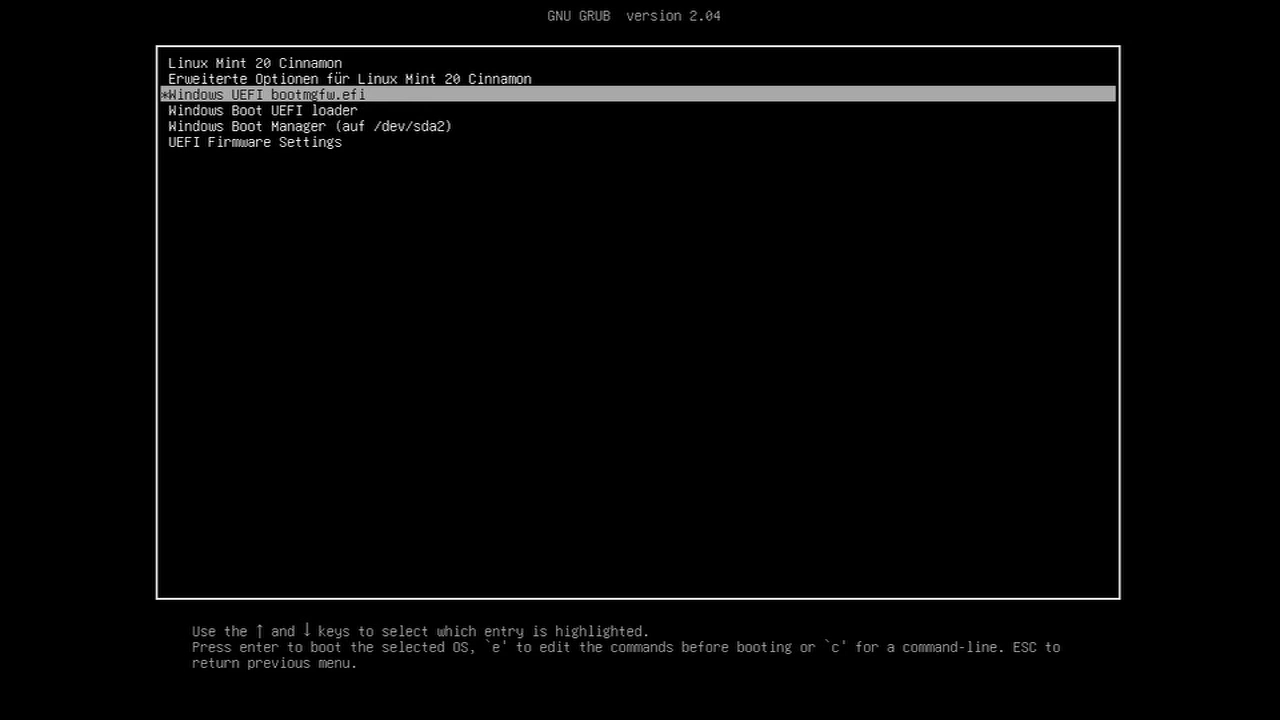 GNU GRUB  version 2.04
Linux Mint 20 Cinnamon
Erweiterte Optionen für Linux Mint 20 Cinnamon
*Windows UEFI bootmgfw.efi
Windows Boot UEFI loader
Windows Boot Manager (auf /dev/sda2)
UEFI Firmware Settings
Use the ↑ and ↓ keys to select which entry is highlighted.
Press enter to boot the selected OS, `e' to edit the commands before booting or `c' for a command-line. ESC to
return previous menu.